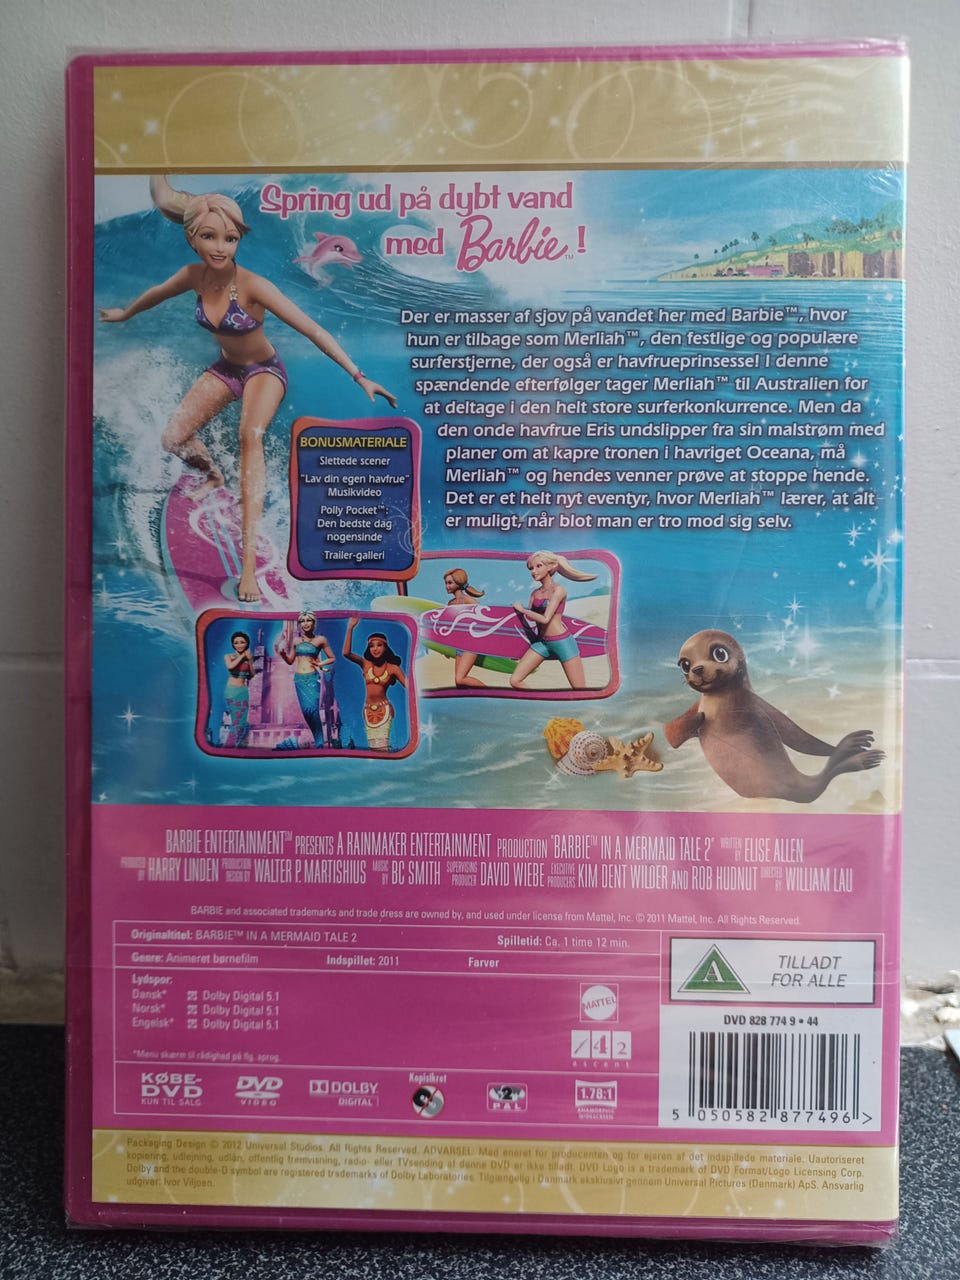 Spring ud på dybt vand
med Barbie™!
Der er masser af sjov på vandet her med Barbie™, hvor
hun er tilbage som Merliah™, den festlige og populære
surferstjerne, der også er havfrueprinsesse! I denne
spændende efterfølger tager Merliah™ til Australien for
at deltage i den helt store surferkonkurrence. Men da
den onde havfrue Eris undslipper fra sin malstrøm med
planer om at kapre tronen i havriget Oceana, må
Merliah™ og hendes venner prøve at stoppe hende.
Det er et helt nyt eventyr, hvor Merliah™ lærer, at alt
er muligt, når blot man er tro mod sig selv.
BONUSMATERIALE
Slettede scener
"Lav din egen havfrue"
Musikvideo
Polly Pocket™:
Den bedste dag
nogensinde
Trailer-galleri
BARBIE ENTERTAINMENT™ PRESENTS A RAINMAKER ENTERTAINMENT PRODUCTION "BARBIE™ IN A MERMAID TALE 2" WRITTEN BY ELISE ALLEN
PRODUCED BY HARRY LINDEN PRODUCTION DESIGN BY WALTER P. MARTISHIUS MUSIC BY BC SMITH SUPERVISING PRODUCER DAVID WIEBE EXECUTIVE PRODUCERS KIM DENT WILDER AND ROB HUDNUT DIRECTED BY WILLIAM LAU
BARBIE and associated trademarks and trade dress are owned by, and used under license from Mattel, Inc. © 2011 Mattel, Inc. All Rights Reserved.
Originaltitel: BARBIE™ IN A MERMAID TALE 2
Spilletid: Ca. 1 time 12 min.
Genre: Animeret børnefilm
Indspillet: 2011
Farver
Lydspor:
Dansk* Dolby Digital 5.1
Norsk* Dolby Digital 5.1
Engelsk* Dolby Digital 5.1
*Menu skærm til rådighed på flg. sprog.
MATTEL
142
ascent
A
TILLADT
FOR ALLE
DVD 828 774 9 • 44
5 050582 877496 >
KØBE-
DVD
KUN TIL SALG
DVD
VIDEO
DOLBY
DIGITAL
Kopisikret
2
PAL
1.78:1
ANAMORPHIC
WIDESCREEN
Packaging Design © 2012 Universal Studios. All Rights Reserved. ADVARSEL: Med eneret for producenten og for ejeren af det indspillede materiale. Uautoriseret
kopiering, udlejning, udlån, offentlig fremvisning, radio- eller TVsending af denne DVD er ikke tilladt. DVD Logo is a trademark of DVD Format/Logo Licensing Corp.
Dolby and the double-D symbol are registered trademarks of Dolby Laboratories. Tilgængelig i Danmark eksklusivt gennem Universal Pictures (Denmark) ApS. Ansvarlig
udgiver: Ivor Viljoen.